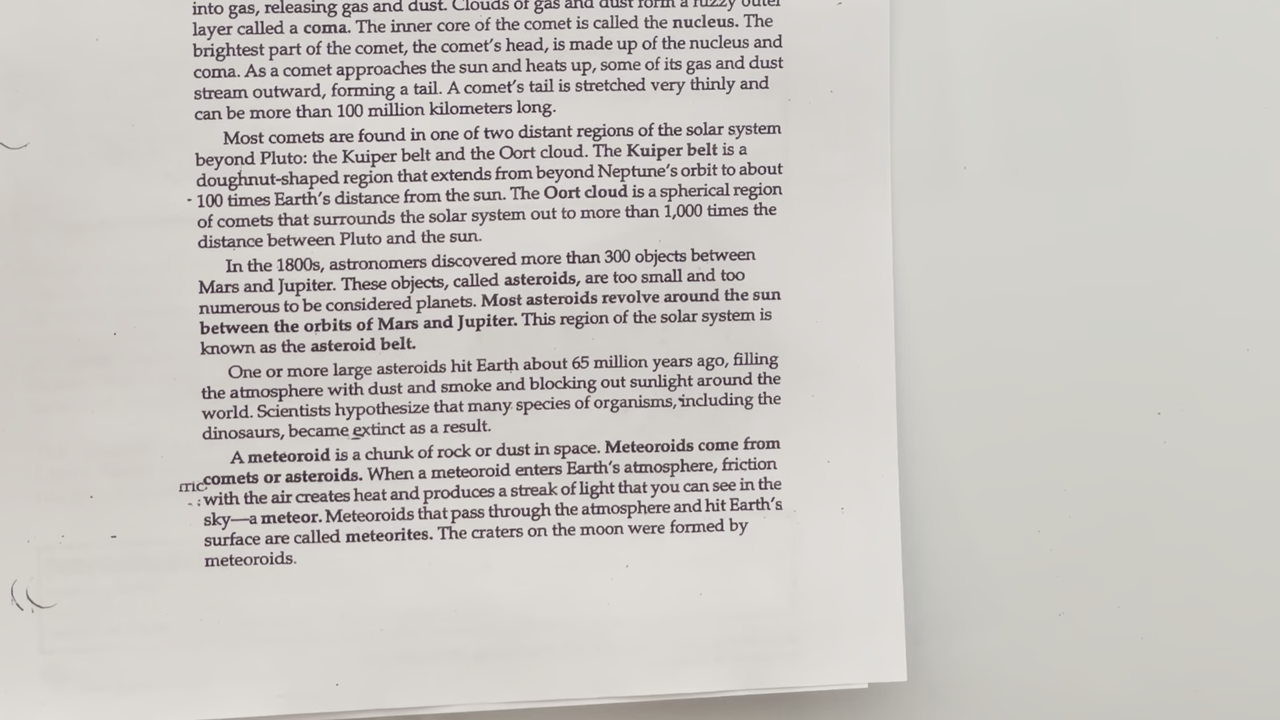 into gas, releasing gas and dust. Clouds of gas and dust form a fuzzy outer
layer called a coma. The inner core of the comet is called the nucleus. The
brightest part of the comet, the comet's head, is made up of the nucleus and
coma. As a comet approaches the sun and heats up, some of its gas and dust
stream outward, forming a tail. A comet's tail is stretched very thinly and
can be more than 100 million kilometers long.
Most comets are found in one of two distant regions of the solar system
beyond Pluto: the Kuiper belt and the Oort cloud. The Kuiper belt is a
doughnut-shaped region that extends from beyond Neptune's orbit to about
100 times Earth's distance from the sun. The Oort cloud is a spherical region
of comets that surrounds the solar system out to more than 1,000 times the
distance between Pluto and the sun.
In the 1800s, astronomers discovered more than 300 objects between
Mars and Jupiter. These objects, called asteroids, are too small and too
numerous to be considered planets. Most asteroids revolve around the sun
between the orbits of Mars and Jupiter. This region of the solar system is
known as the asteroid belt.
One or more large asteroids hit Earth about 65 million years ago, filling
the atmosphere with dust and smoke and blocking out sunlight around the
world. Scientists hypothesize that many species of organisms, including the
dinosaurs, became extinct as a result.
A meteoroid is a chunk of rock or dust in space. Meteoroids come from
comets or asteroids. When a meteoroid enters Earth's atmosphere, friction
with the air creates heat and produces a streak of light that you can see in the
sky—a meteor. Meteoroids that pass through the atmosphere and hit Earth's
surface are called meteorites. The craters on the moon were formed by
meteoroids.